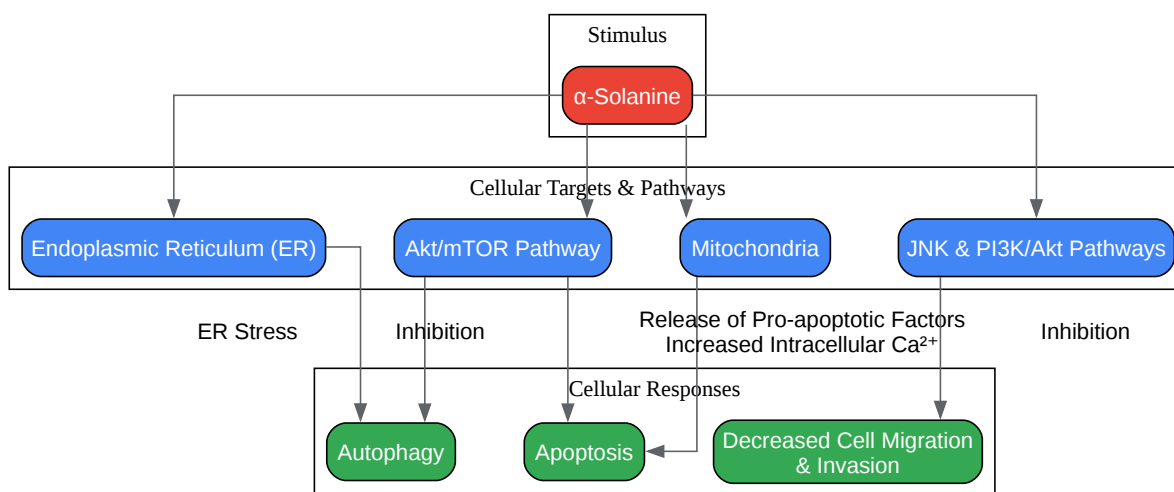 Stimulus
α-Solanine
Cellular Targets & Pathways
Endoplasmic Reticulum (ER)
Akt/mTOR Pathway
Mitochondria
JNK & PI3K/Akt Pathways
ER Stress
Inhibition
Release of Pro-apoptotic Factors
Increased Intracellular Ca²⁺
Inhibition
Cellular Responses
Autophagy
Apoptosis
Decreased Cell Migration
& Invasion